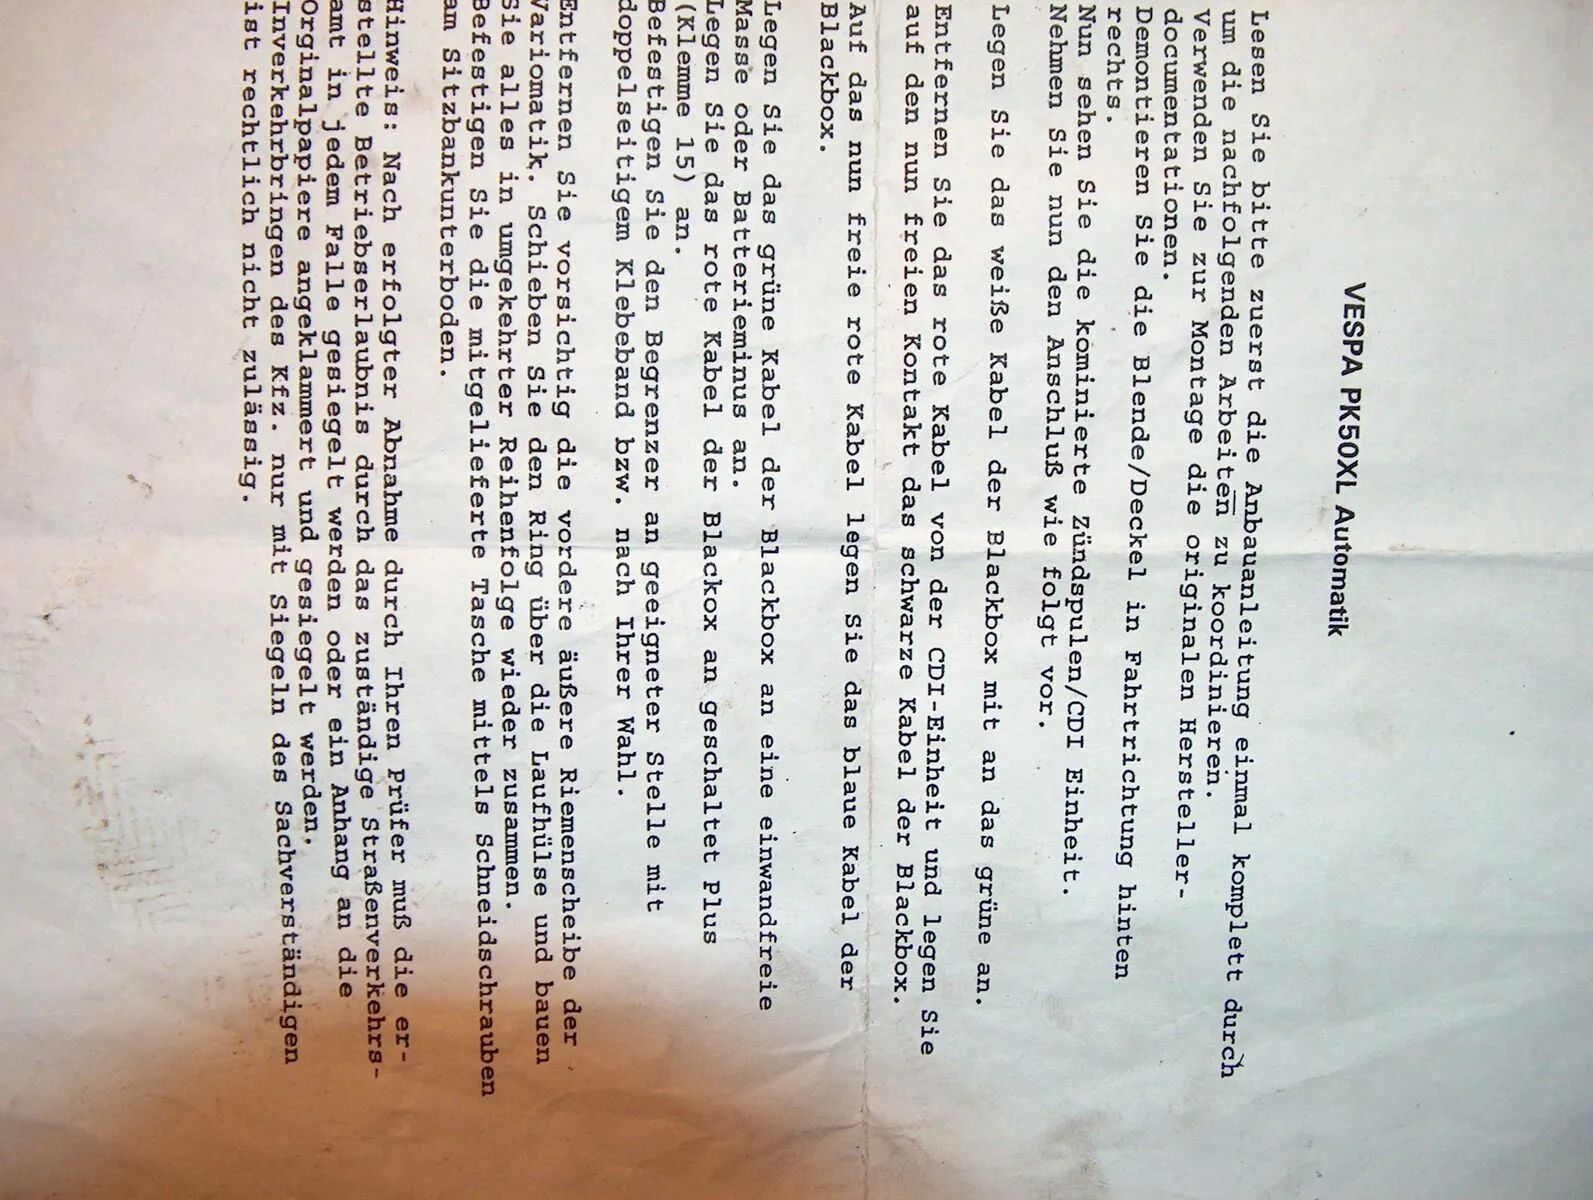 VESPA PK50XL Automatik
Lesen Sie bitte zuerst die Anbauanleitung einmal komplett durch
um die nachfolgenden Arbeiten zu koordinieren.
Verwenden Sie zur Montage die originalen Hersteller-
documentationen.
Demontieren Sie die Blende/Deckel in Fahrtrichtung hinten
rechts.
Nun sehen Sie die kominierte Zündspulen/CDI Einheit.
Nehmen Sie nun den Anschluß wie folgt vor.
Legen Sie das weiße Kabel der Blackbox mit an das grüne an.
Entfernen Sie das rote Kabel von der CDI-Einheit und legen Sie
auf den nun freien Kontakt das schwarze Kabel der Blackbox.
Auf das nun freie rote Kabel legen Sie das blaue Kabel der
Blackbox.
Legen Sie das grüne Kabel der Blackbox an eine einwandfreie
Masse oder Batterieminus an.
Legen Sie das rote Kabel der Blackox an geschaltet Plus
(Klemme 15) an.
Befestigen Sie den Begrenzer an geeigneter Stelle mit
doppelseitigem Klebeband bzw. nach Ihrer Wahl.
Entfernen Sie vorsichtig die vordere äußere Riemenscheibe der
Variomatik. Schieben Sie den Ring über die Laufhülse und bauen
Sie alles in umgekehrter Reihenfolge wieder zusammen.
Befestigen Sie die mitgelieferte Tasche mittels Schneidschrauben
am Sitzbankunterboden.
Hinweis: Nach erfolgter Abnahme durch Ihren Prüfer muß die er-
stellte Betriebserlaubnis durch das zuständige Straßenverkehrs-
amt in jedem Falle gesiegelt werden oder ein Anhang an die
Orginalpapiere angeklammert und gesiegelt werden.
Inverkehrbringen des Kfz. nur mit Siegeln des Sachverständigen
ist rechtlich nicht zulässig.